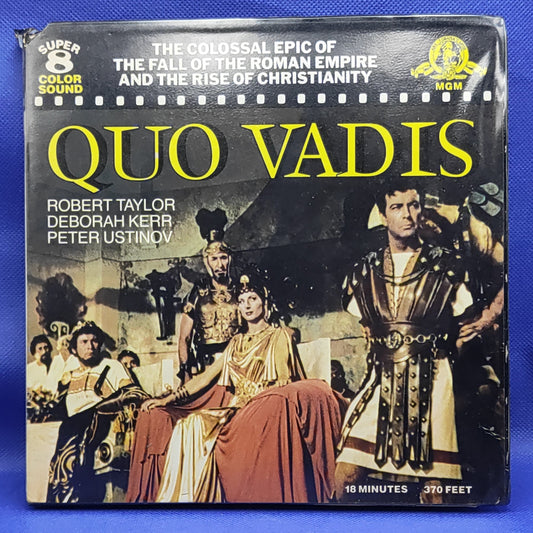 SUPER
8
COLOR
SOUND
THE COLOSSAL EPIC OF
THE FALL OF THE ROMAN EMPIRE
AND THE RISE OF CHRISTIANITY
MGM
QUO VADIS
ROBERT TAYLOR
DEBORAH KERR
PETER USTINOV
18 MINUTES 370 FEET